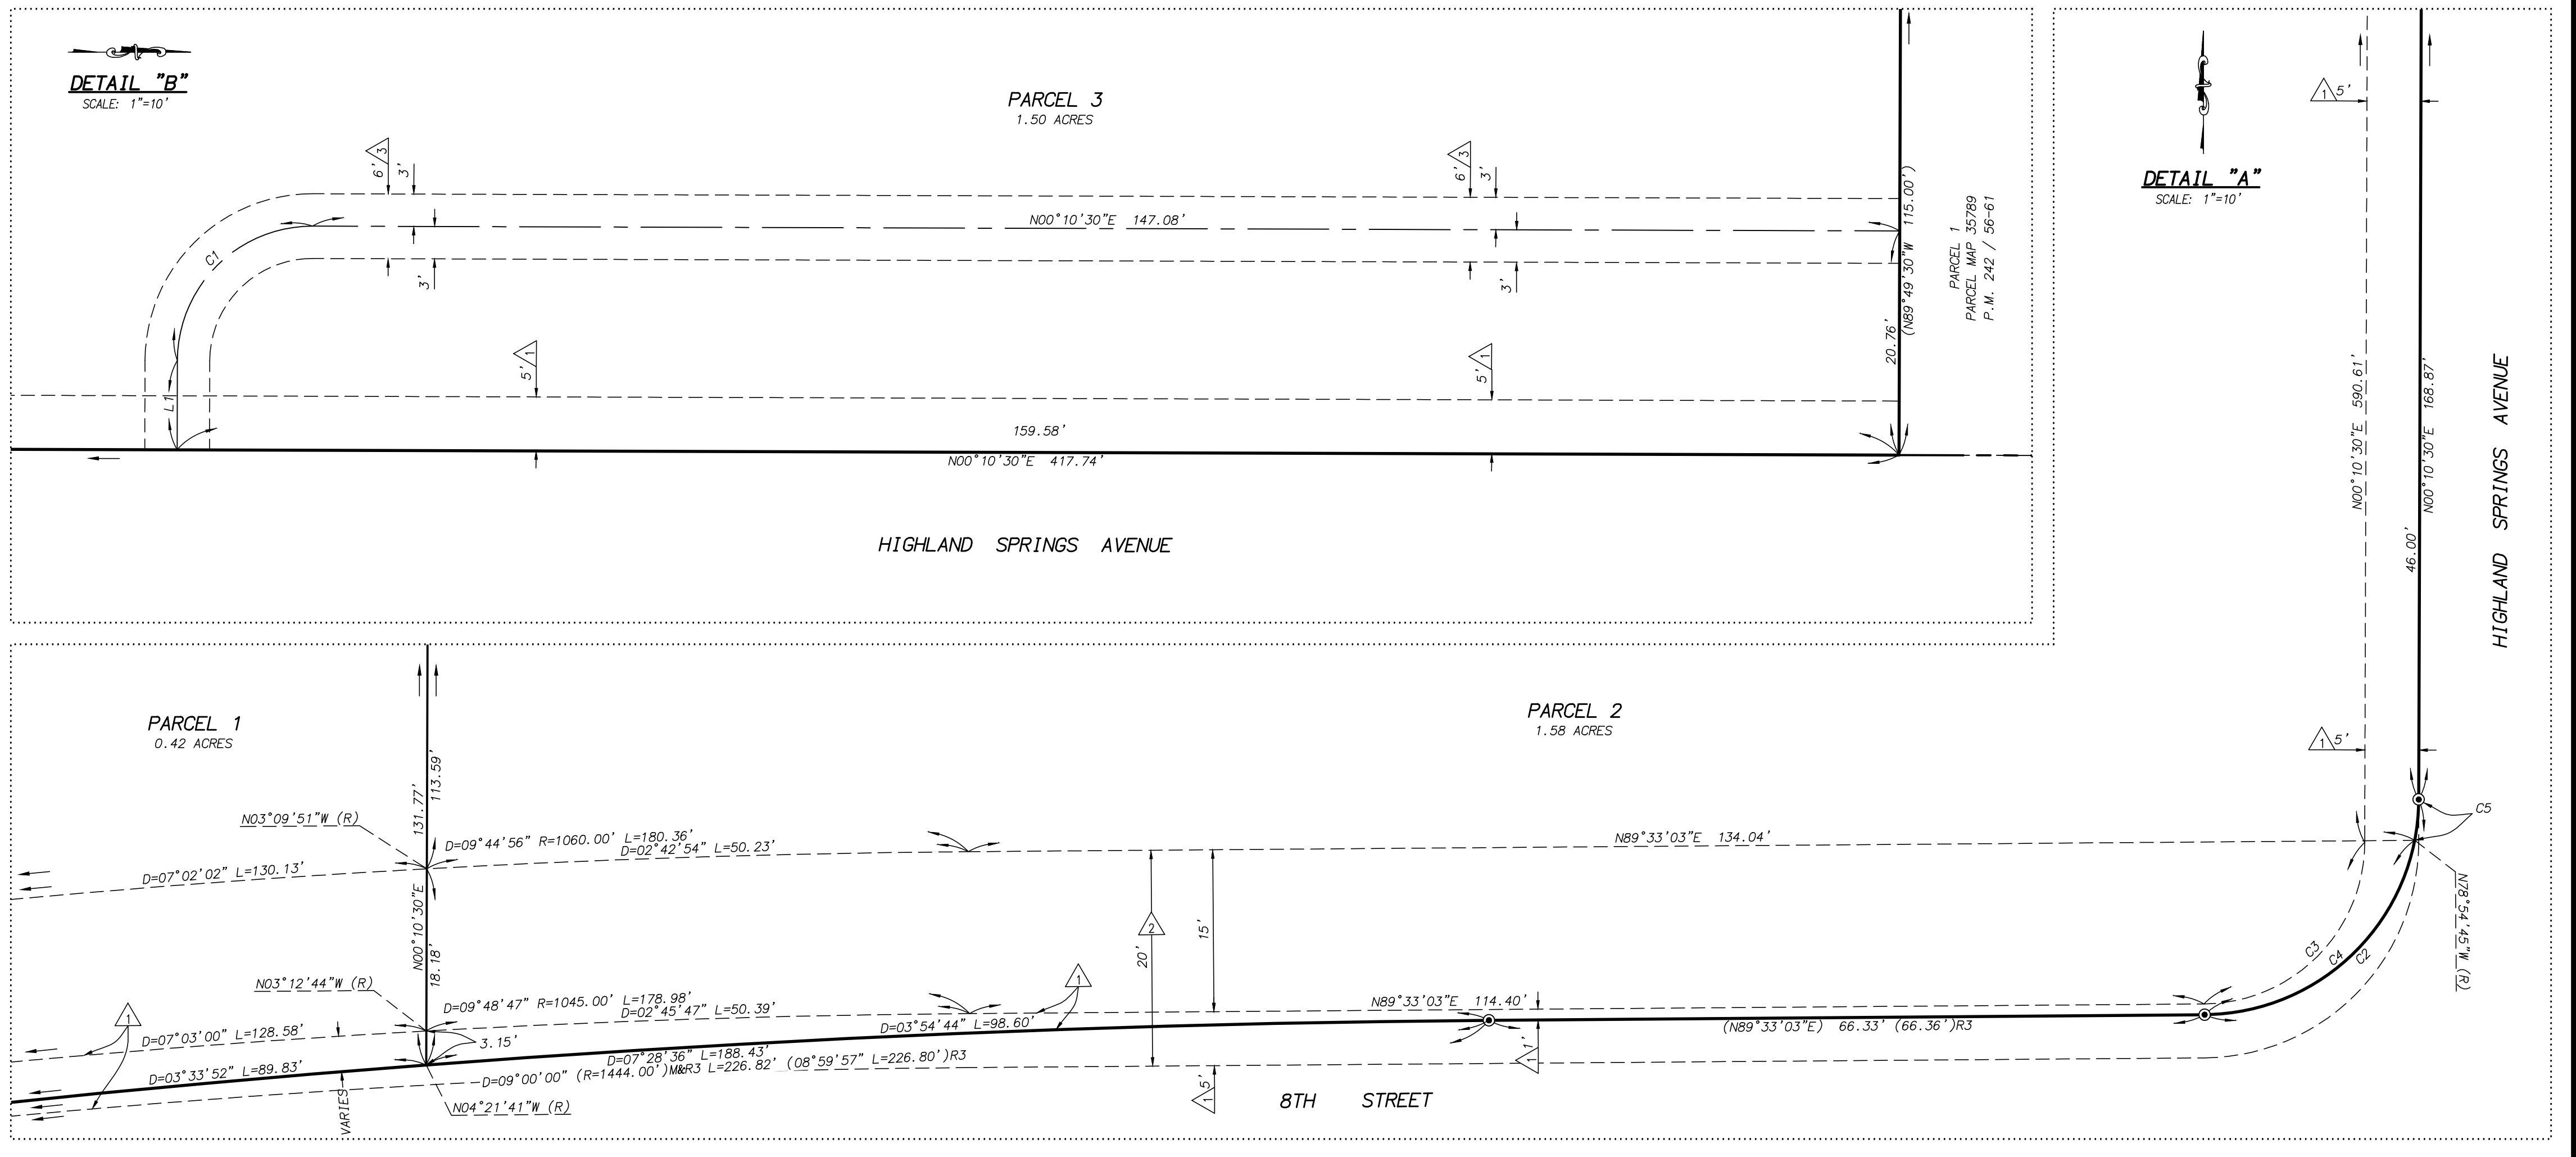 DETAIL "B"
SCALE: 1"=10'
PARCEL 3
1.50 ACRES
6' 3
3'
3'
6' 3
3'
3'
N00°10'30"E 147.08'
C1
L1
5' 1
5' 1
159.58'
N00°10'30"E 417.74'
20.76'
(N89°49'30"W 115.00')
PARCEL 1
PARCEL MAP 35789
P.M. 242 / 56-61
HIGHLAND SPRINGS AVENUE
DETAIL "A"
SCALE: 1"=10'
1 5'
N00°10'30"E 590.61'
N00°10'30"E 168.87'
46.00'
HIGHLAND SPRINGS AVENUE
1 5'
C5
N78°54'45"W (R)
C3
C4
C2
PARCEL 1
0.42 ACRES
PARCEL 2
1.58 ACRES
131.77'
113.59'
N03°09'51"W (R)
D=09°44'56" R=1060.00' L=180.36'
D=02°42'54" L=50.23'
N89°33'03"E 134.04'
D=07°02'02" L=130.13'
N00°10'30"E
18.18'
2
20'
15'
N03°12'44"W (R)
1
D=09°48'47" R=1045.00' L=178.98'
D=02°45'47" L=50.39'
N89°33'03"E 114.40'
1
D=07°03'00" L=128.58'
3.15'
D=03°54'44" L=98.60'
(N89°33'03"E) 66.33' (66.36')R3
D=03°33'52" L=89.83'
D=07°28'36" L=188.43'
D=09°00'00" (R=1444.00')M&R3 L=226.82' (08°59'57" L=226.80')R3
1 1'
1 5'
VARIES
N04°21'41"W (R)
8TH STREET